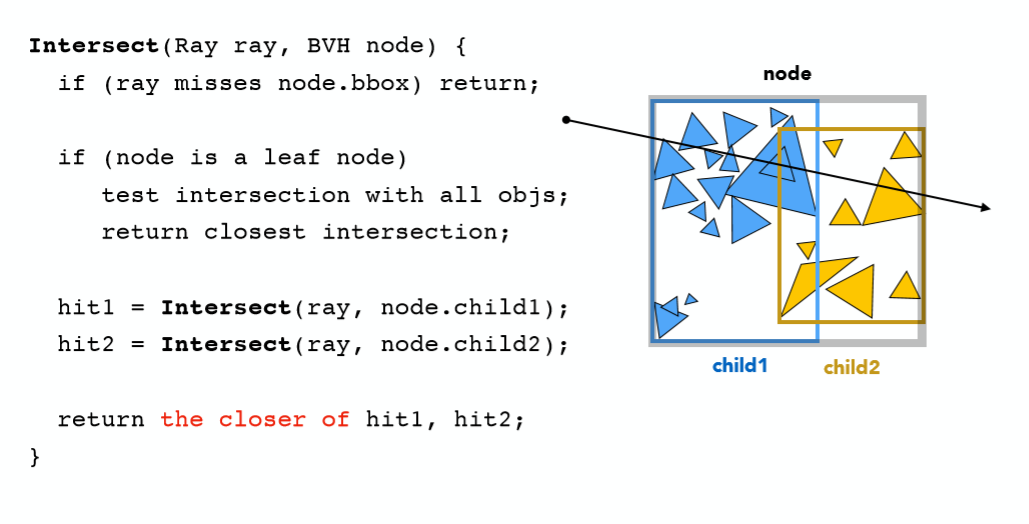 Intersect(Ray ray, BVH node) {
if (ray misses node.bbox) return;
if (node is a leaf node)
test intersection with all objs;
return closest intersection;
hit1 = Intersect(ray, node.child1);
hit2 = Intersect(ray, node.child2);
return the closer of hit1, hit2;
}
node
child1 child2